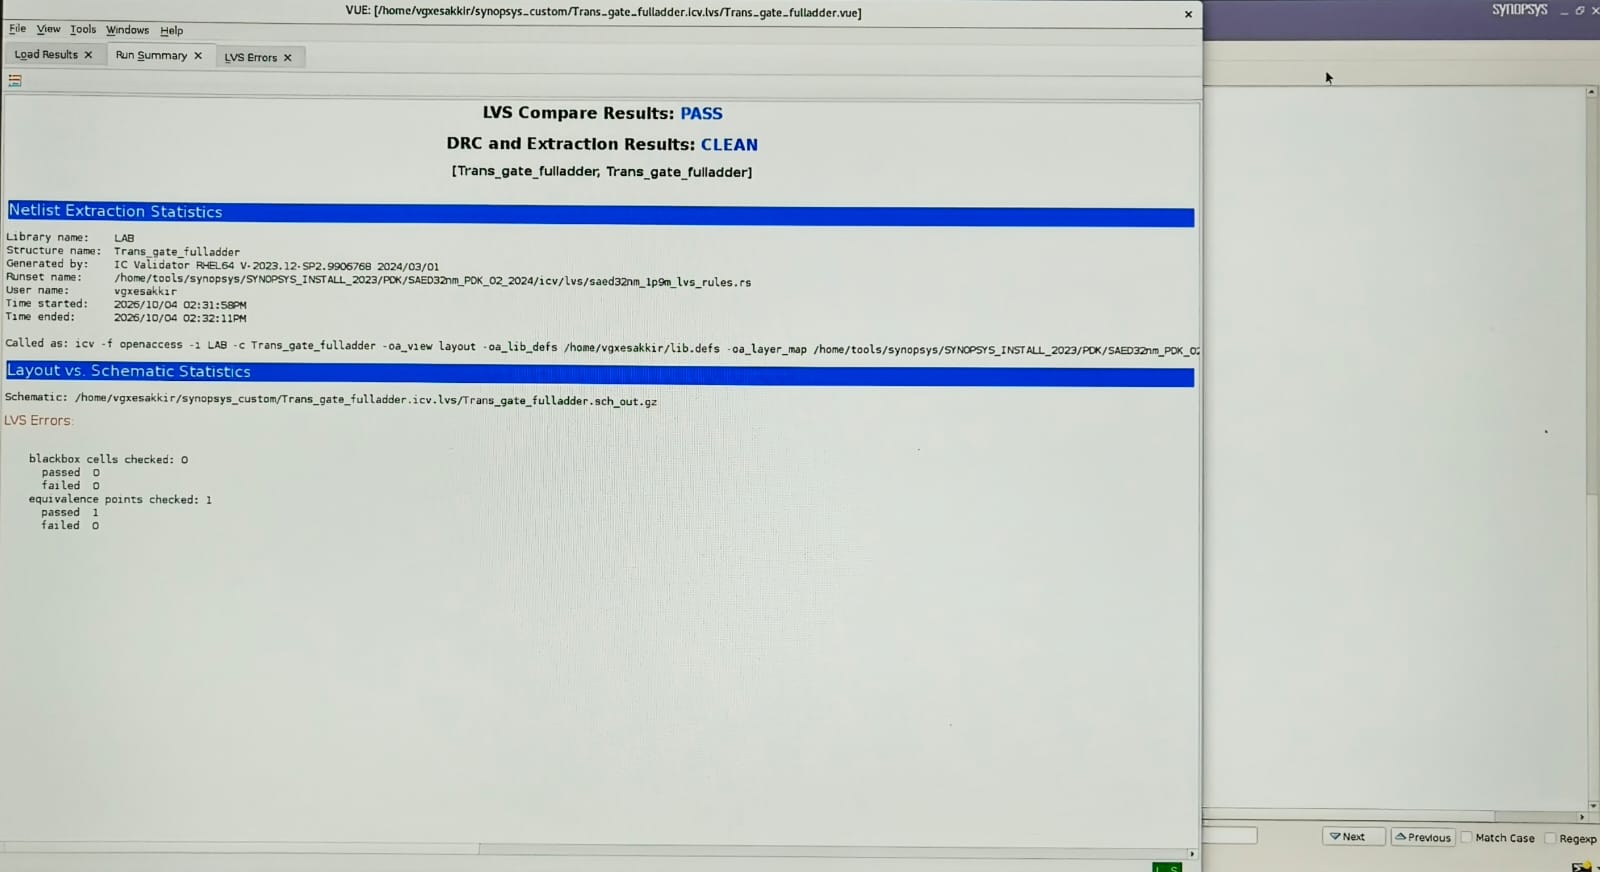 VUE: [/home/vgxesakkir/synopsys_custom/Trans_gate_fulladder.icv.lvs/Trans_gate_fulladder.vue]
SYNOPSYS
File View Tools Windows Help
Load Results Run Summary LVS Errors
LVS Compare Results: PASS
DRC and Extraction Results: CLEAN
[Trans_gate_fulladder, Trans_gate_fulladder]
Netlist Extraction Statistics
Library name: LAB
Structure name: Trans_gate_fulladder
Generated by: IC Validator RHEL64 V-2023.12-SP2.9906768 2024/03/01
Runset name: /home/tools/synopsys/SYNOPSYS_INSTALL_2023/PDK/SAED32nm_PDK_02_2024/icv/lvs/saed32nm_1p9m_lvs_rules.rs
User name: vgxesakkir
Time started: 2026/10/04 02:31:58PM
Time ended: 2026/10/04 02:32:11PM
Called as: icv -f openaccess -i LAB -c Trans_gate_fulladder -oa_view layout -oa_lib_defs /home/vgxesakkir/lib.defs -oa_layer_map /home/tools/synopsys/SYNOPSYS_INSTALL_2023/PDK/SAED32nm_PDK_02
Layout vs. Schematic Statistics
Schematic: /home/vgxesakkir/synopsys_custom/Trans_gate_fulladder.icv.lvs/Trans_gate_fulladder.sch_out.gz
LVS Errors:
blackbox cells checked: 0
passed 0
failed 0
equivalence points checked: 1
passed 1
failed 0
Next Previous Match Case Regexp